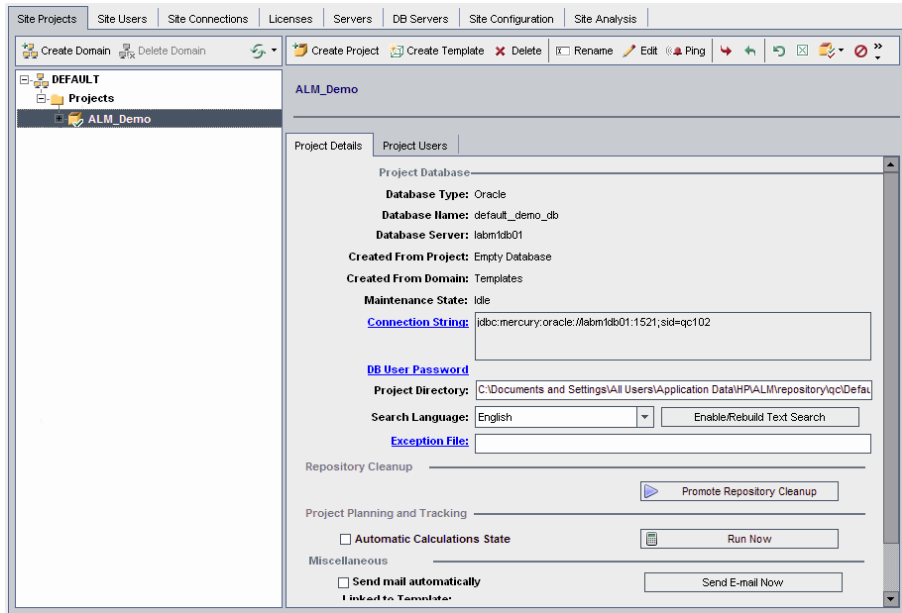 Site Projects Site Users Site Connections Licenses Servers DB Servers Site Configuration Site Analysis
Create Domain Delete Domain
Create Project Create Template Delete Rename Edit Ping
DEFAULT
Projects
ALM_Demo
ALM_Demo
Project Details Project Users
Project Database
Database Type: Oracle
Database Name: default_demo_db
Database Server: labm1db01
Created From Project: Empty Database
Created From Domain: Templates
Maintenance State: Idle
Connection String: jdbc:mercury:oracle://labm1db01:1521;sid=qc102
DB User Password
Project Directory: C:\Documents and Settings\All Users\Application Data\HP\ALM\repository\qc\Defau
Search Language: English Enable/Rebuild Text Search
Exception File:
Repository Cleanup
Promote Repository Cleanup
Project Planning and Tracking
Automatic Calculations State Run Now
Miscellaneous
Send mail automatically Send E-mail Now
Linked to Template: